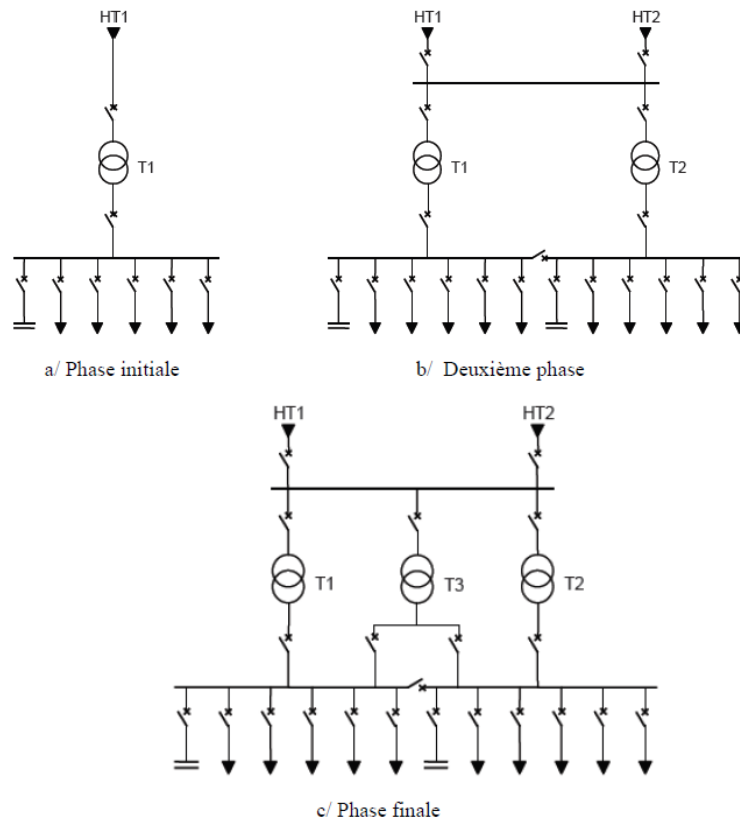 HT1
HT1
HT2
T1
T1
T2
a/ Phase initiale
b/ Deuxième phase
HT1
HT2
T1
T3
T2
c/ Phase finale